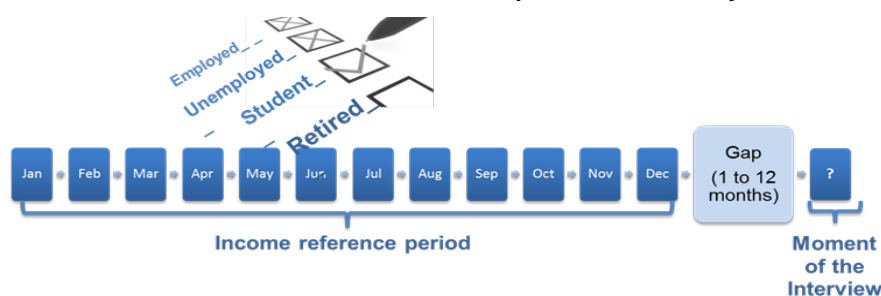 Employed_ _
Unemployed_
_ Student_
_ Retired_
Jan
Feb
Mar
Apr
May
Jun
Jul
Aug
Sep
Oct
Nov
Dec
Gap
(1 to 12
months)
?
Income reference period
Moment
of the
Interview